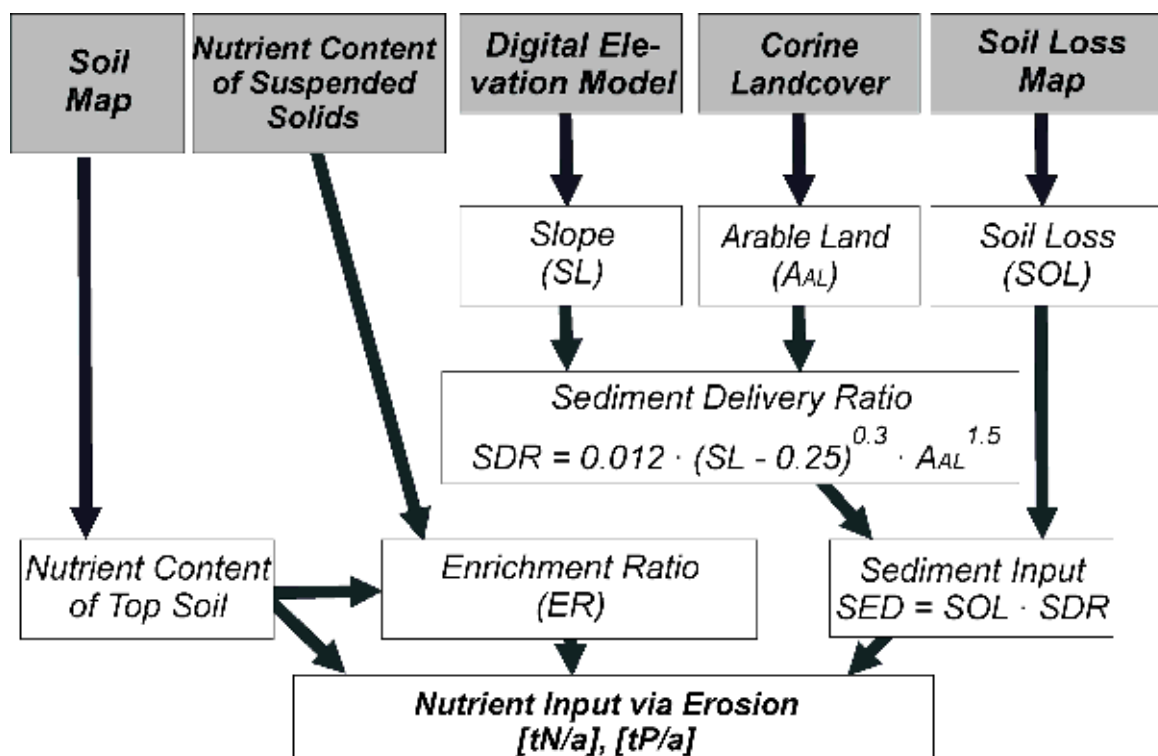 Soil
Map
Nutrient Content
of Suspended
Solids
Digital Ele-
vation Model
Corine
Landcover
Soil Loss
Map
Slope
(SL)
Arable Land
(AAL)
Soil Loss
(SOL)
Sediment Delivery Ratio
SDR = 0.012 · (SL - 0.25)^0.3 · AAL^1.5
Nutrient Content
of Top Soil
Enrichment Ratio
(ER)
Sediment Input
SED = SOL · SDR
Nutrient Input via Erosion
[tN/a], [tP/a]